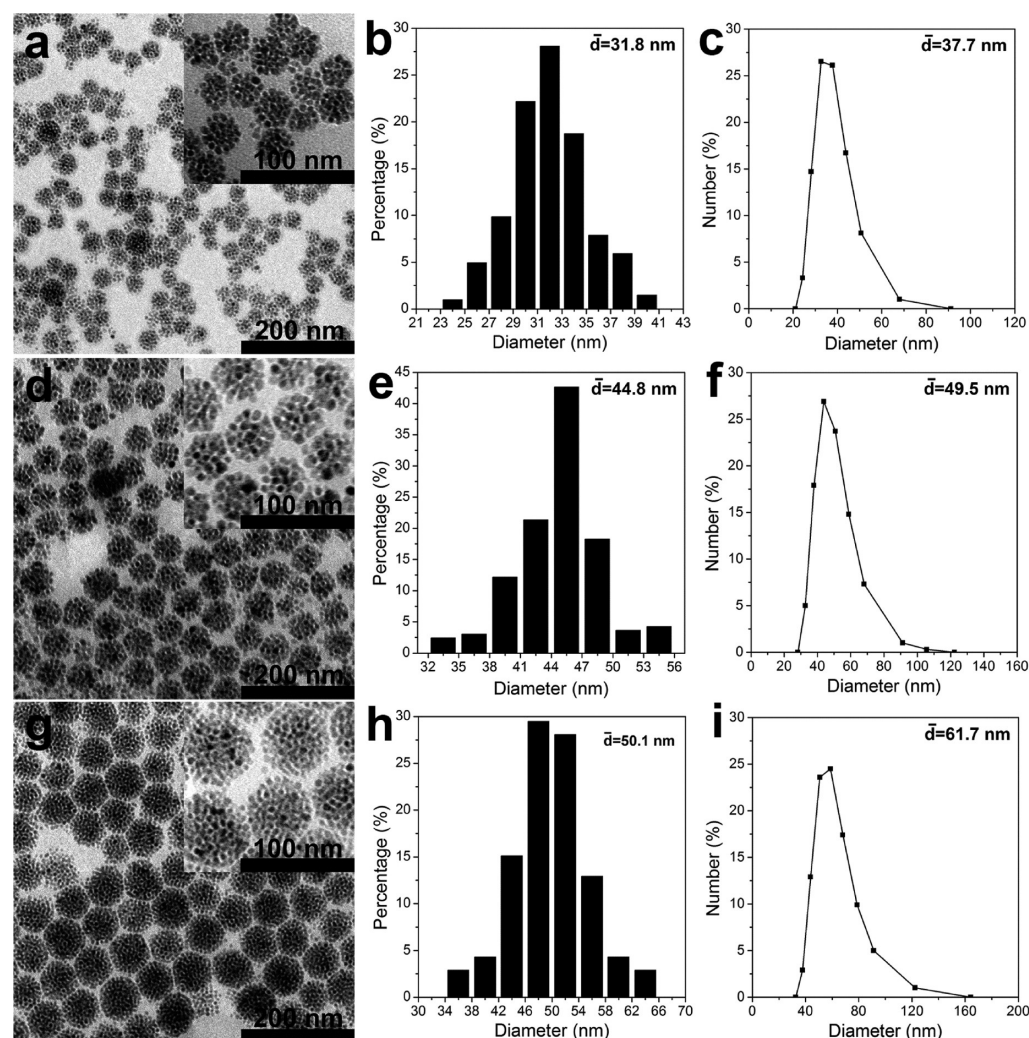 a
100 nm
200 nm
b
d̄=31.8 nm
30
25
20
15
10
5
0
Percentage (%)
21 23 25 27 29 31 33 35 37 39 41 43
Diameter (nm)
c
d̄=37.7 nm
30
25
20
15
10
5
0
Number (%)
0 20 40 60 80 100 120
Diameter (nm)
d
100 nm
200 nm
e
d̄=44.8 nm
45
40
35
30
25
20
15
10
5
0
Percentage (%)
32 35 38 41 44 47 50 53 56
Diameter (nm)
f
d̄=49.5 nm
30
25
20
15
10
5
0
Number (%)
0 20 40 60 80 100 120 140 160
Diameter (nm)
g
100 nm
200 nm
h
d̄=50.1 nm
30
25
20
15
10
5
0
Percentage (%)
30 34 38 42 46 50 54 58 62 66 70
Diameter (nm)
i
d̄=61.7 nm
30
25
20
15
10
5
0
Number (%)
0 40 80 120 160 200
Diameter (nm)